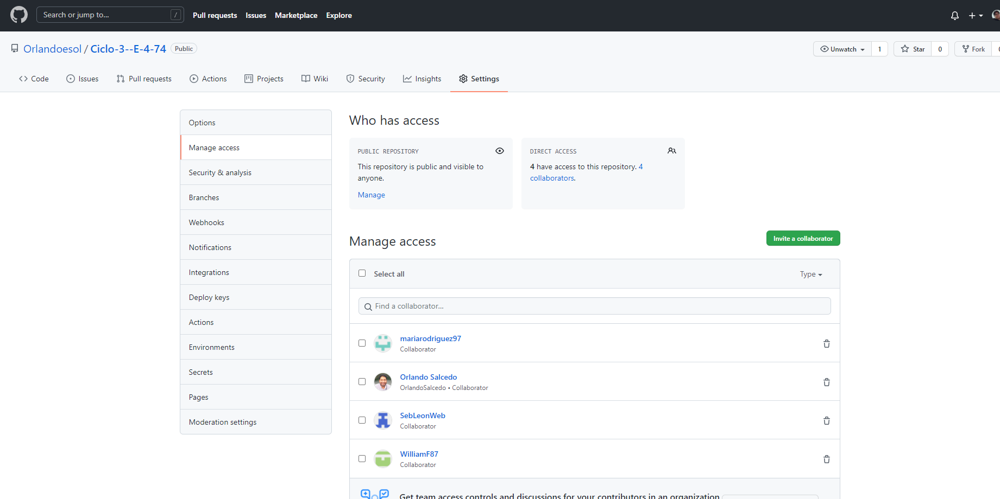 Search or jump to... /
Pull requests Issues Marketplace Explore
Orlandoesol / Ciclo-3--E-4-74 Public
Unwatch 1 Star 0 Fork
Code Issues Pull requests Actions Projects Wiki Security Insights Settings
Options
Manage access
Security & analysis
Branches
Webhooks
Notifications
Integrations
Deploy keys
Actions
Environments
Secrets
Pages
Moderation settings
Who has access
PUBLIC REPOSITORY
This repository is public and visible to
anyone.
Manage
DIRECT ACCESS
4 have access to this repository. 4
collaborators.
Manage access
Invite a collaborator
Select all
Type
Find a collaborator...
mariarodriguez97
Collaborator
Orlando Salcedo
OrlandoSalcedo • Collaborator
SebLeonWeb
Collaborator
WilliamF87
Collaborator
Get team access controls and discussions for your contributors in an organization